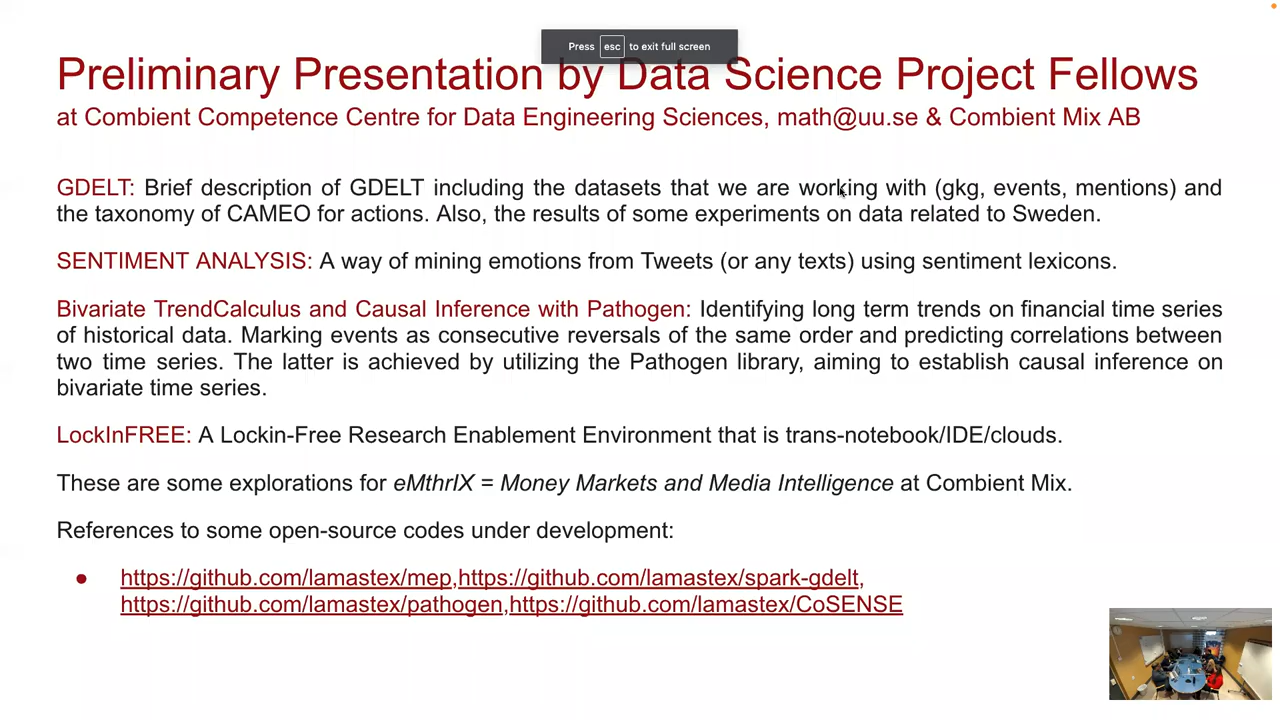 Press esc to exit full screen
Preliminary Presentation by Data Science Project Fellows
at Combient Competence Centre for Data Engineering Sciences, math@uu.se & Combient Mix AB
GDELT: Brief description of GDELT including the datasets that we are working with (gkg, events, mentions) and
the taxonomy of CAMEO for actions. Also, the results of some experiments on data related to Sweden.
SENTIMENT ANALYSIS: A way of mining emotions from Tweets (or any texts) using sentiment lexicons.
Bivariate TrendCalculus and Causal Inference with Pathogen: Identifying long term trends on financial time series
of historical data. Marking events as consecutive reversals of the same order and predicting correlations between
two time series. The latter is achieved by utilizing the Pathogen library, aiming to establish causal inference on
bivariate time series.
LockInFREE: A Lockin-Free Research Enablement Environment that is trans-notebook/IDE/clouds.
These are some explorations for eMthrIX = Money Markets and Media Intelligence at Combient Mix.
References to some open-source codes under development:
● https://github.com/lamastex/mep,https://github.com/lamastex/spark-gdelt,
https://github.com/lamastex/pathogen,https://github.com/lamastex/CoSENSE